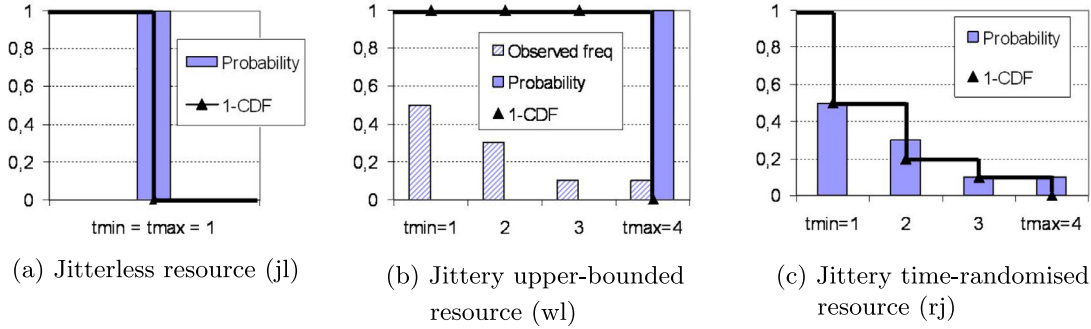 1
0,8
0,6
0,4
0,2
0
Probability
1-CDF
tmin = tmax = 1
(a) Jitterless resource (jl)
1
0,8
0,6
0,4
0,2
0
Observed freq
Probability
1-CDF
tmin=1 2 3 tmax=4
(b) Jittery upper-bounded
resource (wl)
1
0,8
0,6
0,4
0,2
0
Probability
1-CDF
tmin=1 2 3 tmax=4
(c) Jittery time-randomised
resource (rj)